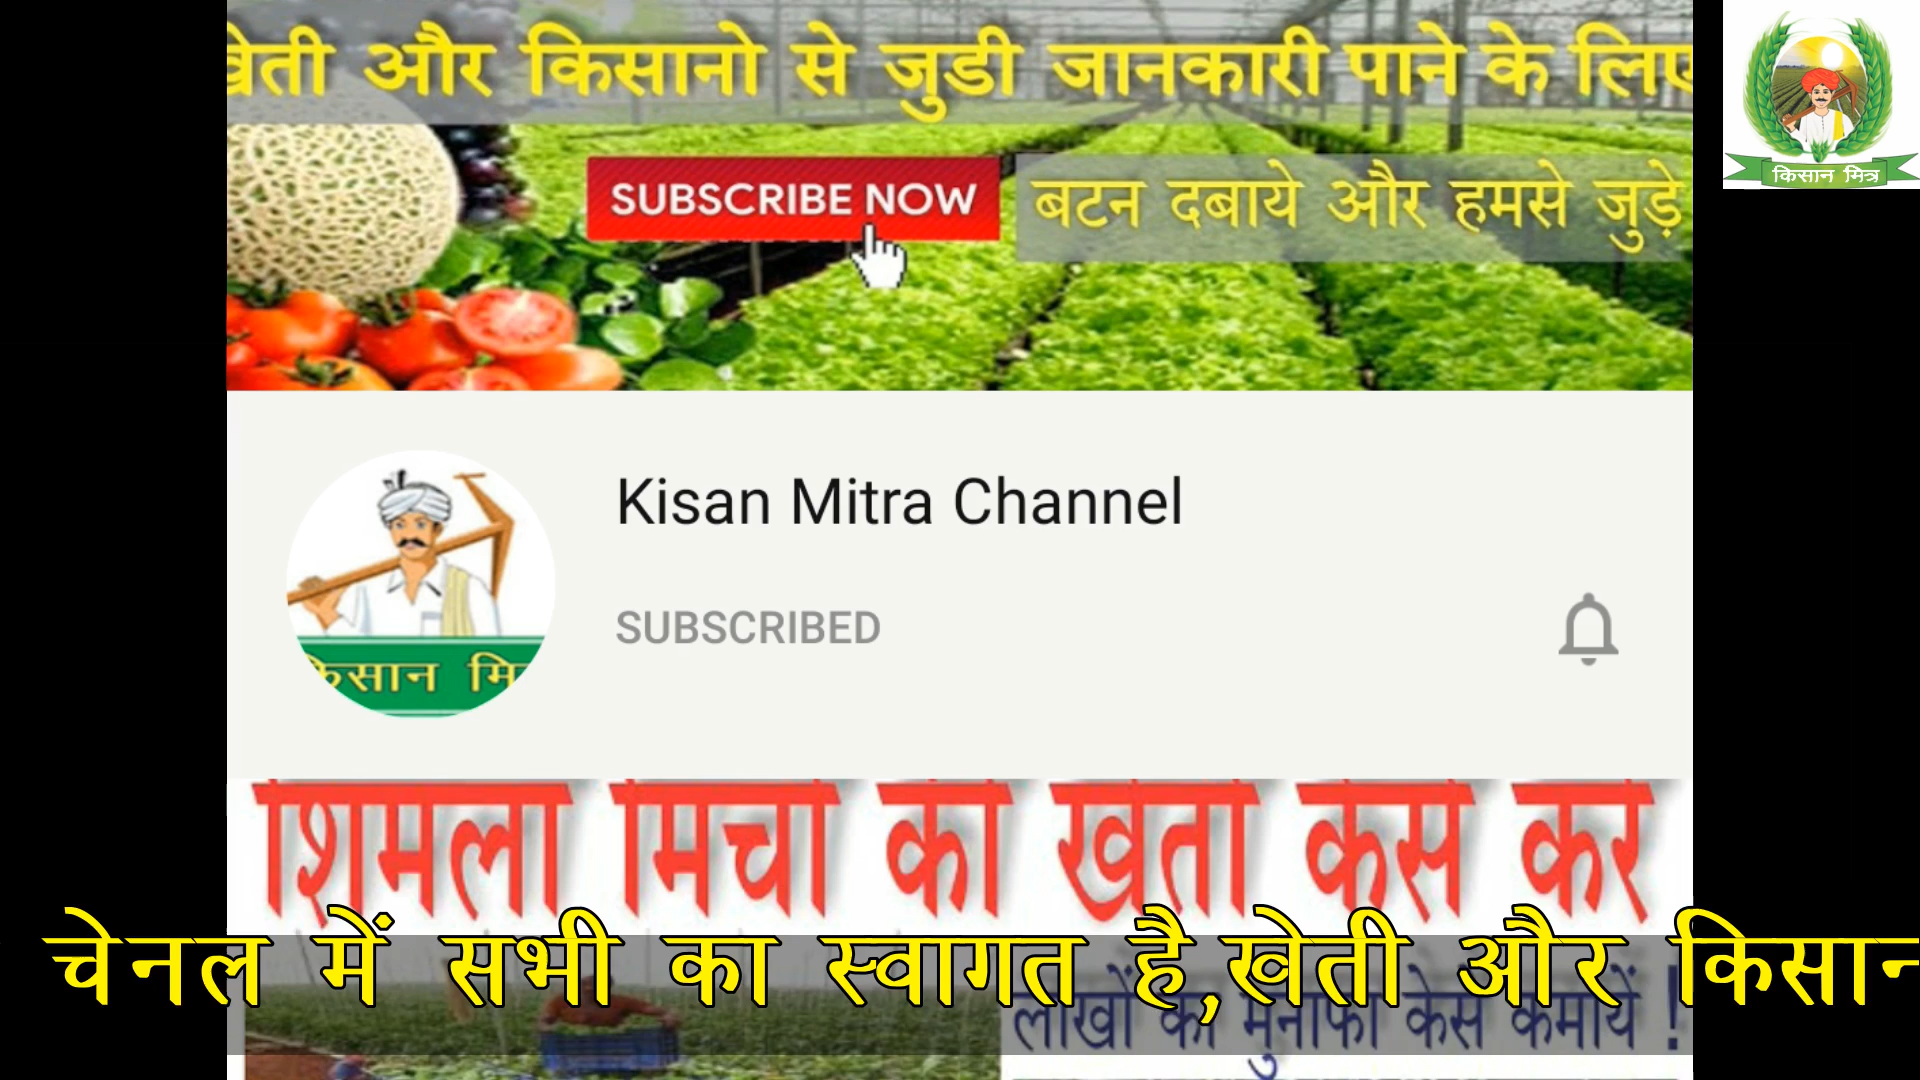 खेती और किसानो से जुडी जानकारी पाने के लिए
किसान मित्र
SUBSCRIBE NOW बटन दबाये और हमसे जुड़े
Kisan Mitra Channel
SUBSCRIBED
किसान मि
शिमला मिर्ची की खेती कैसे करें
चेनल में सभी का स्वागत है,खेती और किसान
लाखों का मुनाफा केसे कमायें !